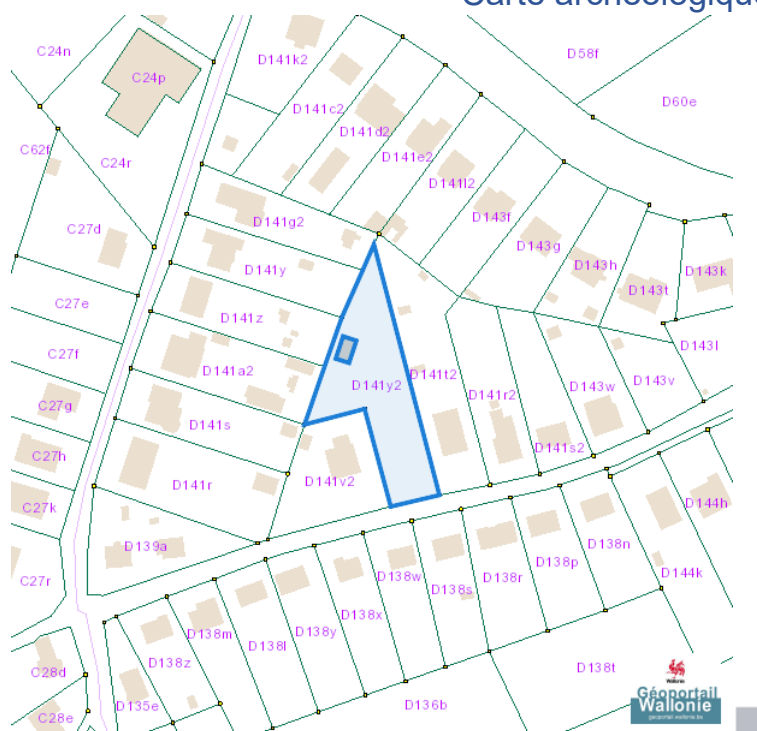 Carte archéologique
C24n
D141k2
D58f
C24p
D60e
D141c2
D141d2
C62f
C24r
D141e2
D141l2
D143f
C27d
D141g2
D143g
D141y
D143h
D143k
D143t
C27e
D141z
D143l
C27f
D141a2
D141y2
D141t2
D141r2
D143w
D143v
C27g
D141s
D141s2
C27h
D141r
D141v2
D144h
C27k
D139a
D138n
D138p
D138r
D138w
D138s
D144k
C27r
D138x
D138y
D138l
D138m
D138z
C28d
D138t
D135e
D136b
C28e
Wallonie
Géoportail
Wallonie
geoportail.wallonie.be